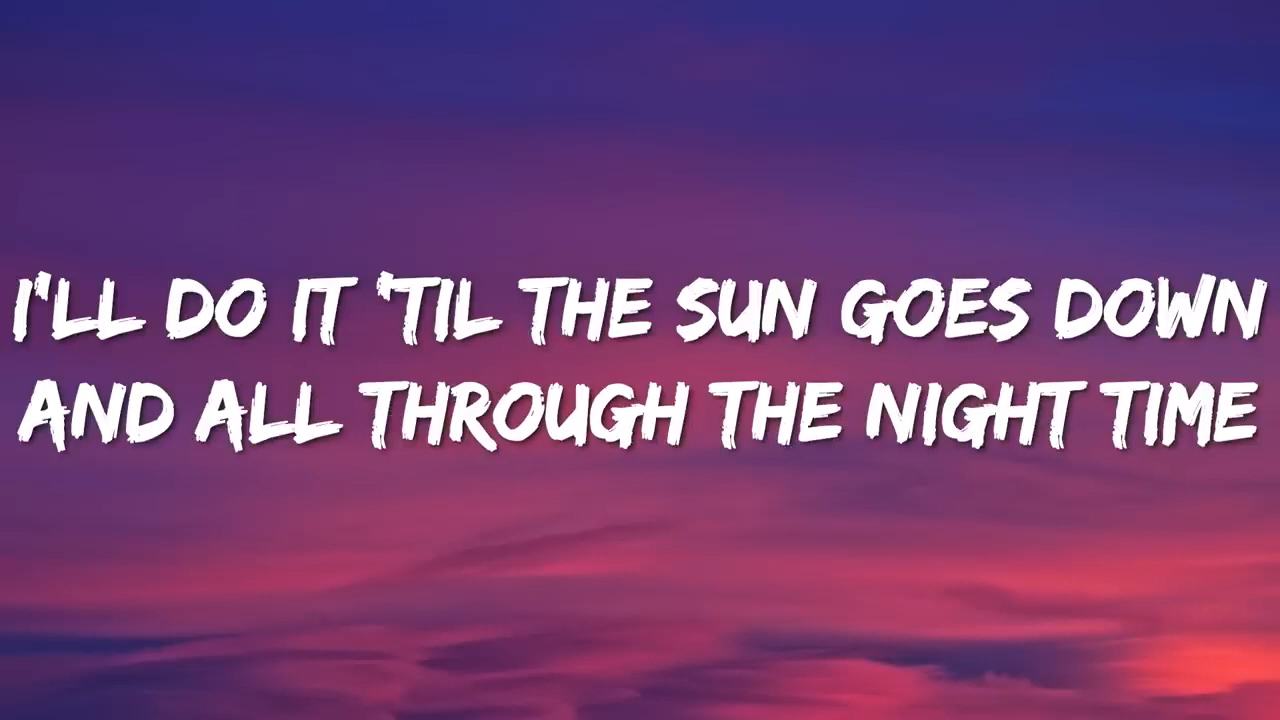 I'LL DO IT 'TIL THE SUN GOES DOWN
AND ALL THROUGH THE NIGHT TIME